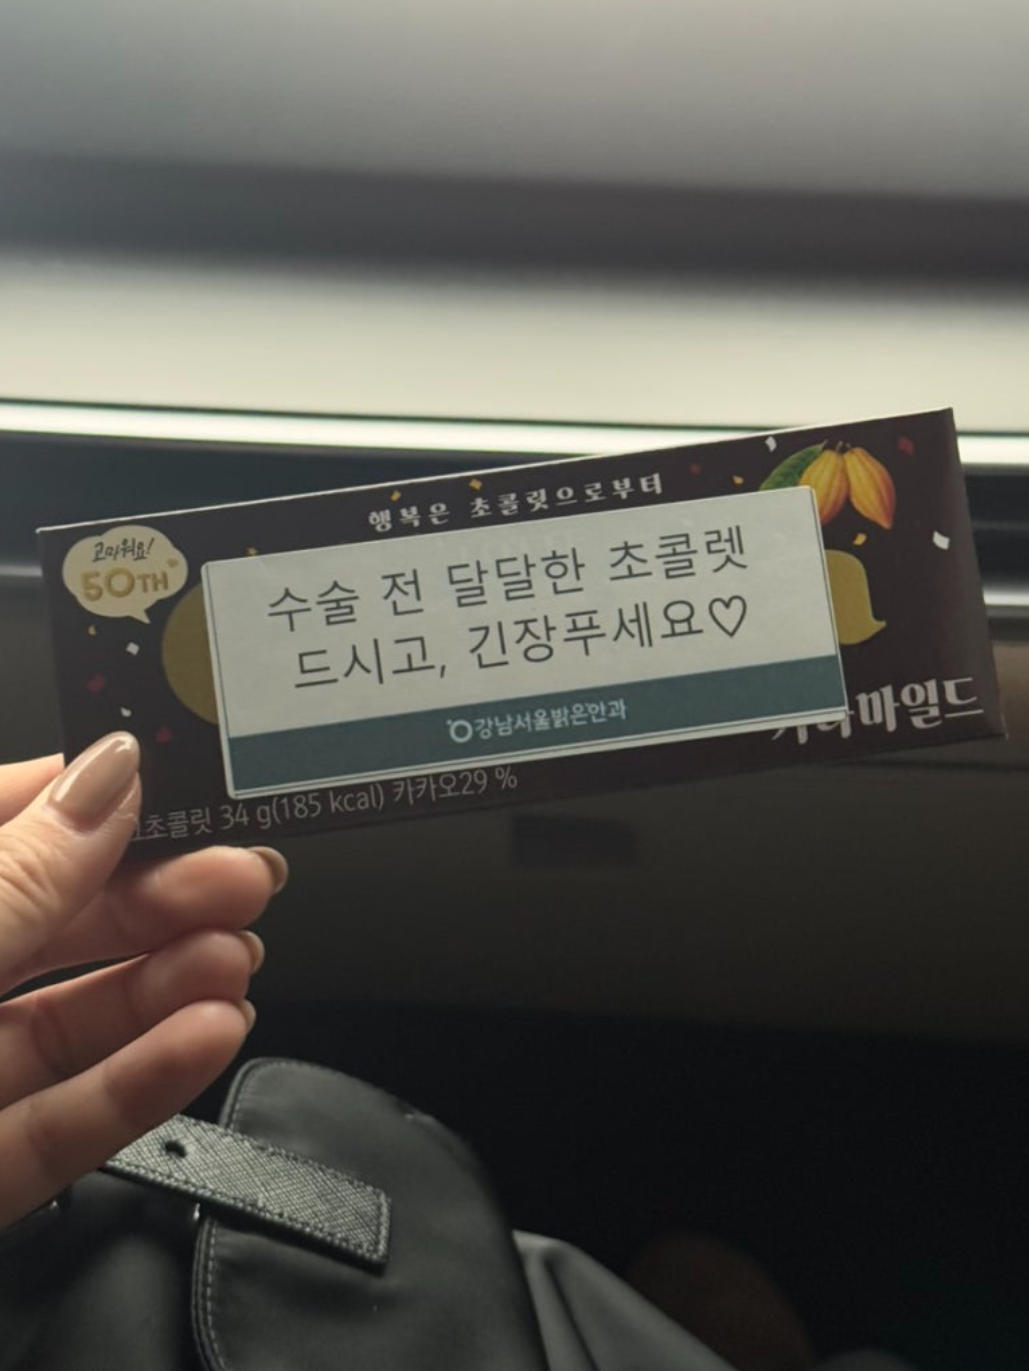 행복은 초콜릿으로부터
고마워요!
50TH
수술 전 달달한 초콜렛
드시고, 긴장푸세요♡
강남서울밝은안과
마일드
초콜릿 34 g(185 kcal) 카카오29 %